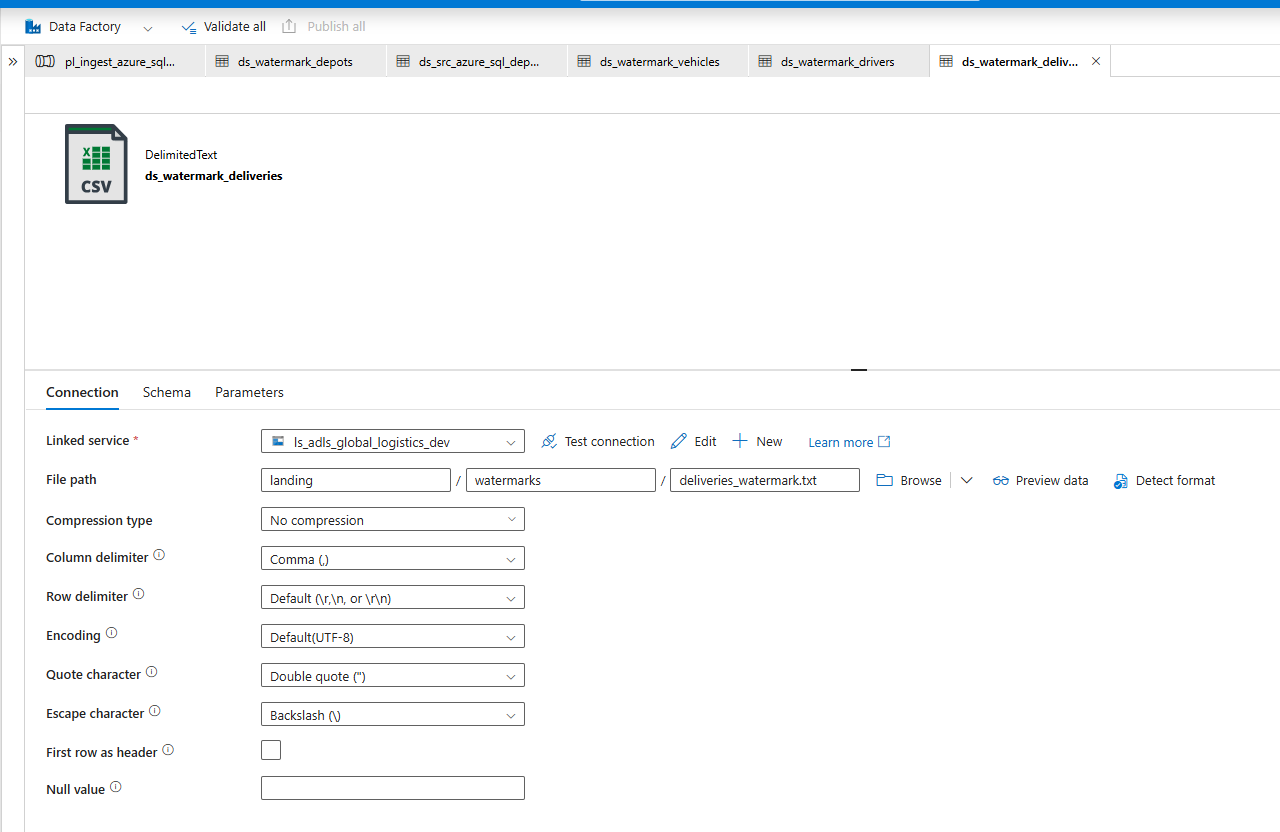 Data Factory
Validate all
Publish all
pl_ingest_azure_sql...
ds_watermark_depots
ds_src_azure_sql_dep...
ds_watermark_vehicles
ds_watermark_drivers
ds_watermark_deliv...
X
CSV
DelimitedText
ds_watermark_deliveries
Connection
Schema
Parameters
Linked service *
ls_adls_global_logistics_dev
Test connection
Edit
New
Learn more
File path
landing / watermarks / deliveries_watermark.txt
Browse
Preview data
Detect format
Compression type
No compression
Column delimiter
Comma (,)
Row delimiter
Default (\r,\n, or \r\n)
Encoding
Default(UTF-8)
Quote character
Double quote (")
Escape character
Backslash (\)
First row as header
Null value